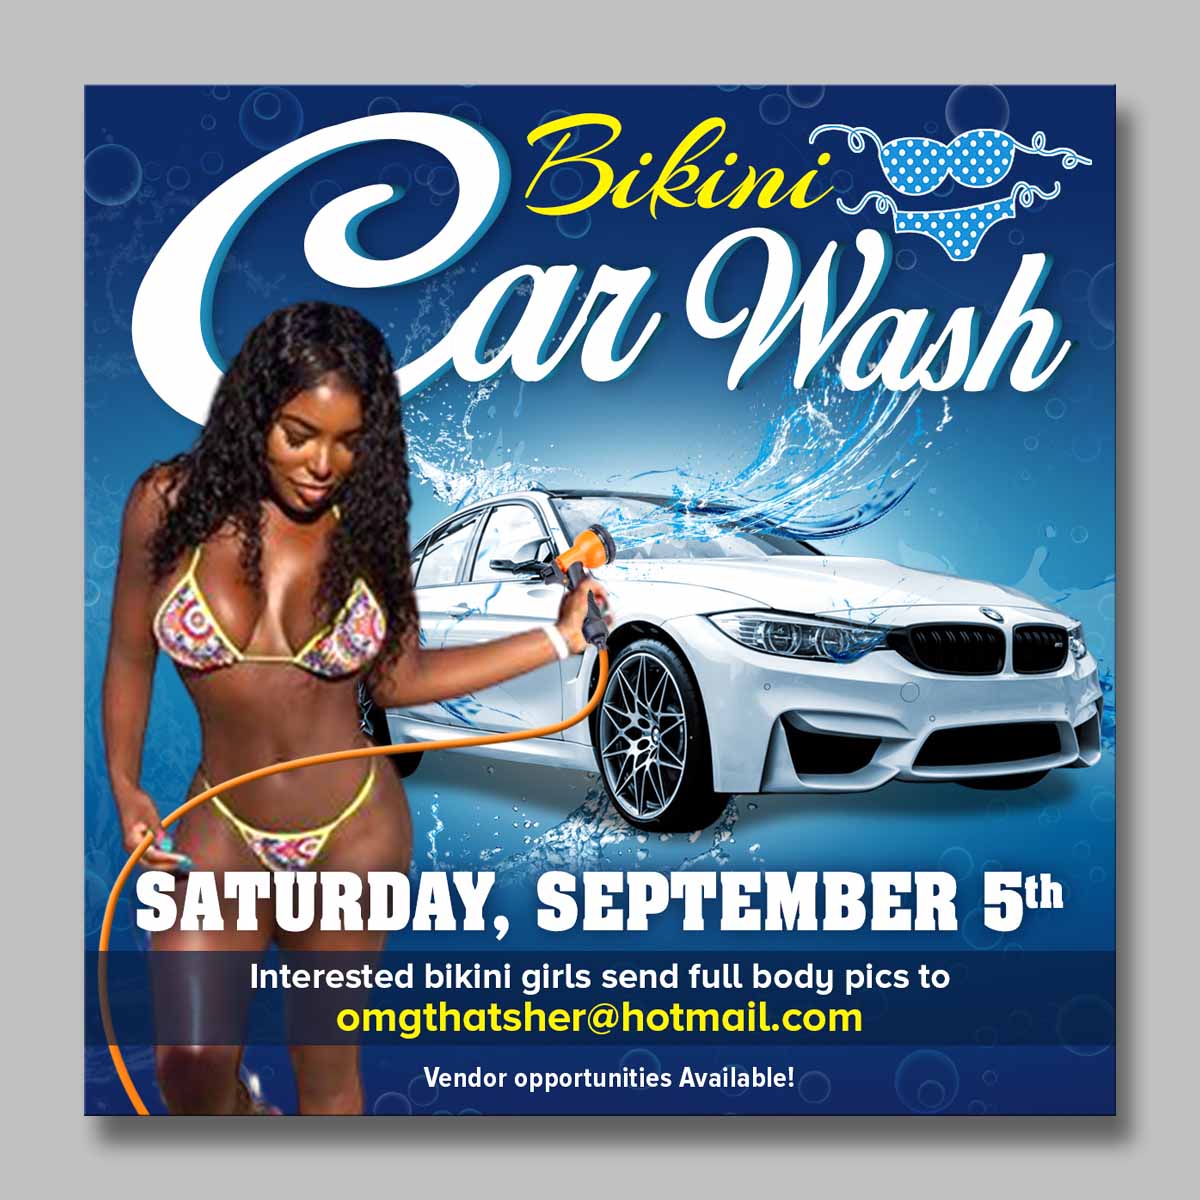 Bikini
Car Wash
SATURDAY, SEPTEMBER 5th
Interested bikini girls send full body pics to
omgthatsher@hotmail.com
Vendor opportunities Available!